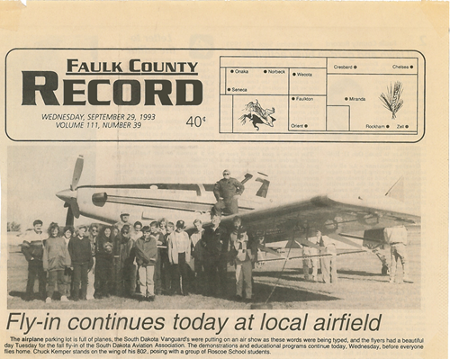 FAULK COUNTY
RECORD
WEDNESDAY, SEPTEMBER 29, 1993
VOLUME 111, NUMBER 39
40¢
Onaka
Norbeck
Wecota
Cresbard
Chelsea
Seneca
Faulkton
Miranda
Orient
Rockham
Zell
Fly-in continues today at local airfield
The airplane parking lot is full of planes, the South Dakota Vanguard's were putting on an air show as these words were being typed, and the flyers had a beautiful
day Tuesday for the fall fly-in of the South Dakota Aviation Association. The demonstrations and educational programs continue today, Wednesday, before everyone
flies home. Chuck Kemper stands on the wing of his 802, posing with a group of Roscoe School students.